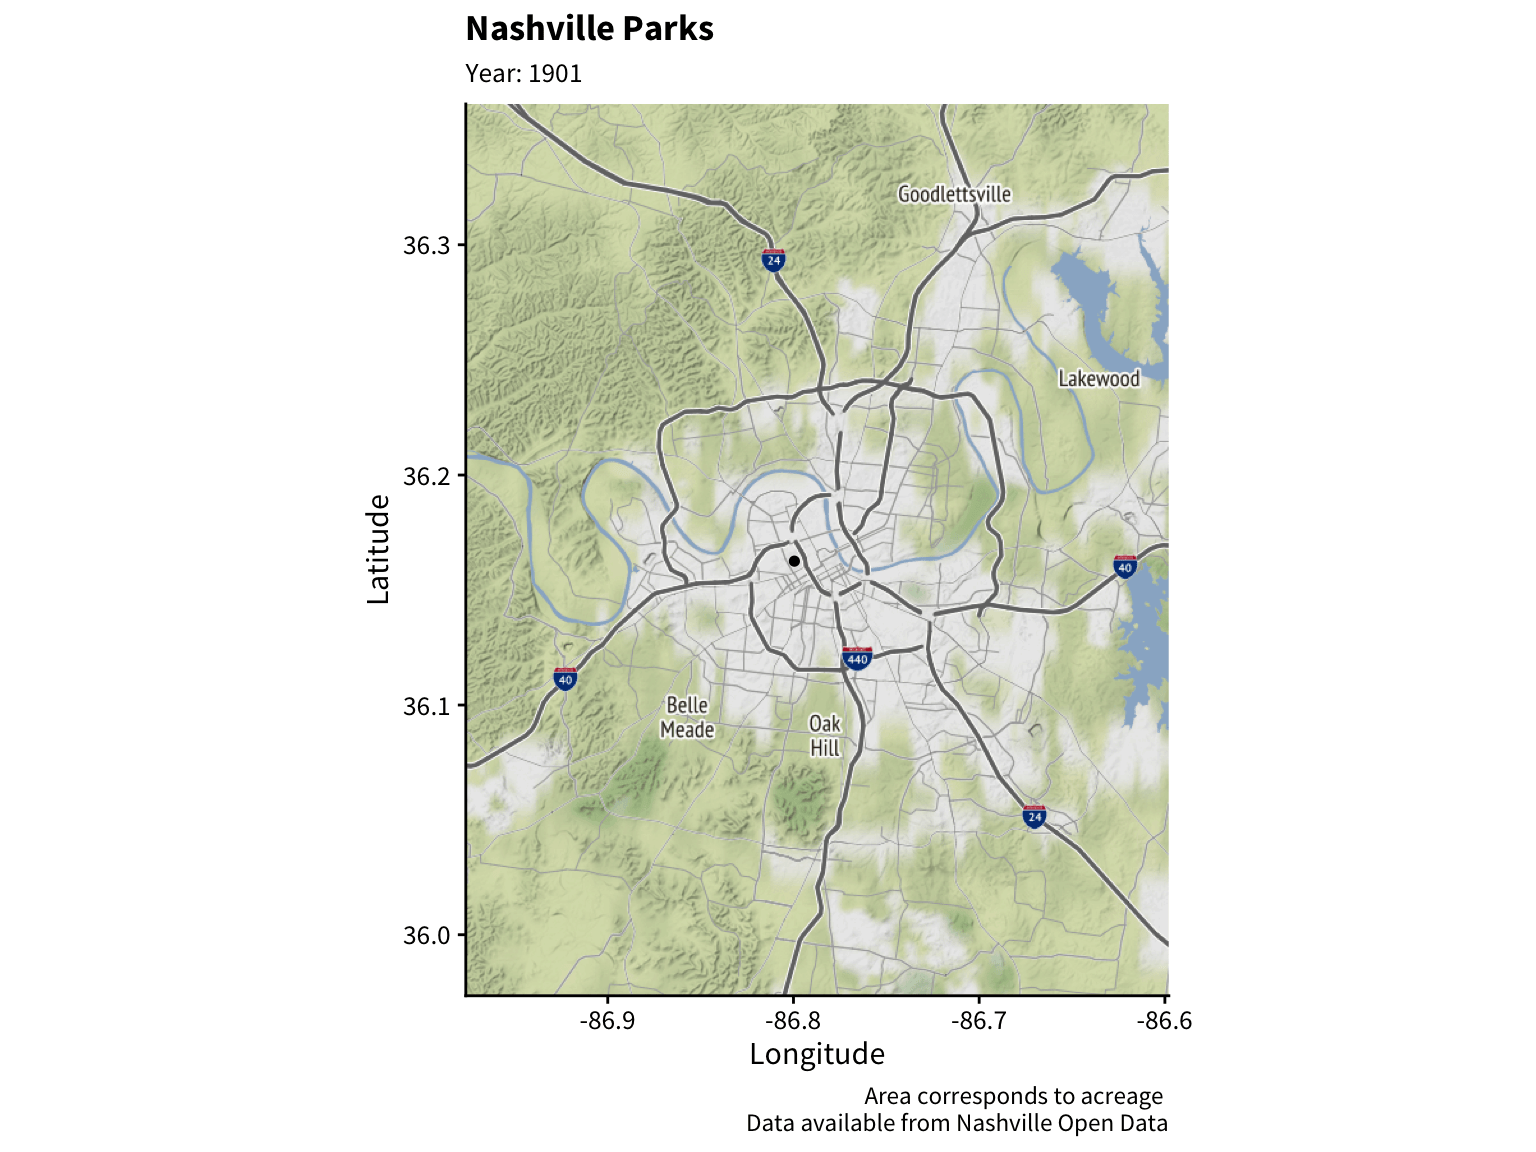 Nashville Parks
Year: 1901
Goodlettsville
36.3
24
Lakewood
36.2
Latitude
40
440
40
36.1
Belle
Meade
Oak
Hill
24
36.0
-86.9
-86.8
-86.7
-86.6
Longitude
Area corresponds to acreage
Data available from Nashville Open Data